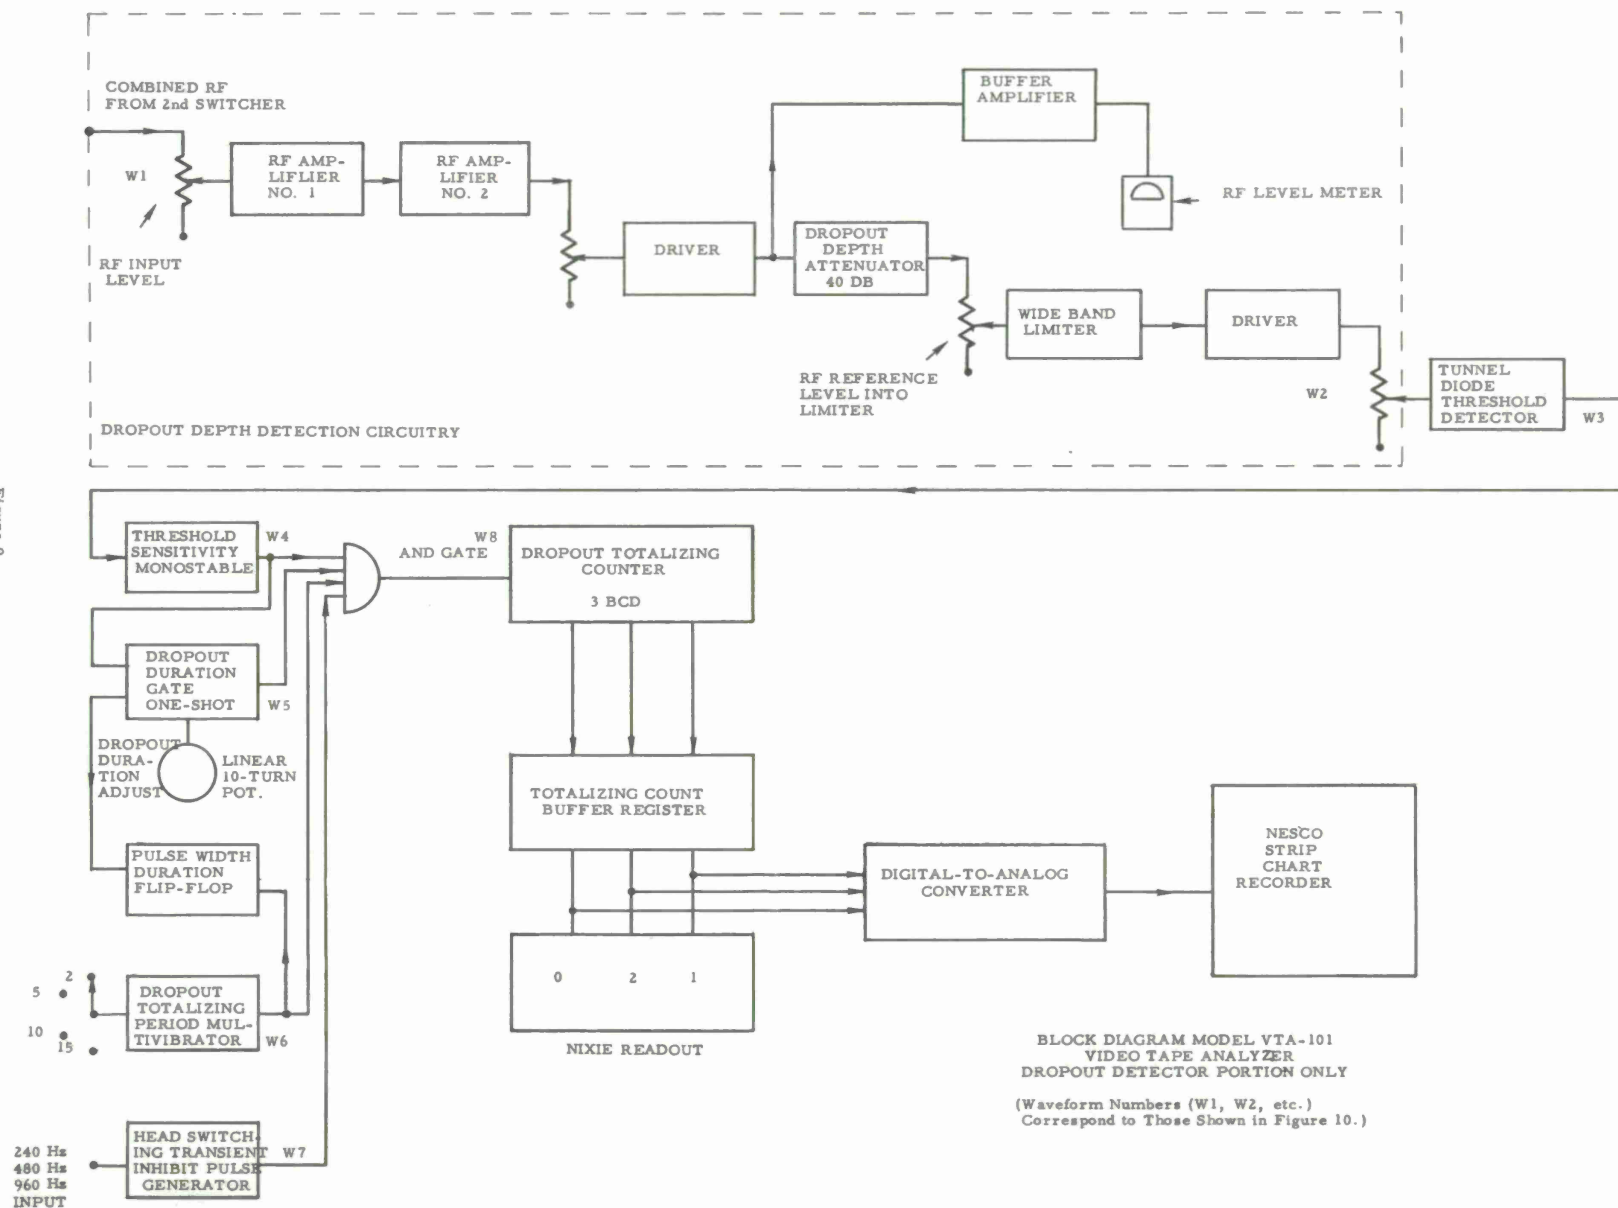 COMBINED RF
FROM 2nd SWITCHER
W1
RF INPUT
LEVEL
RF AMP-
LIFLIER
NO. 1
RF AMP-
LIFIER
NO. 2
DRIVER
BUFFER
AMPLIFIER
RF LEVEL METER
DROPOUT
DEPTH
ATTENUATOR
40 DB
RF REFERENCE
LEVEL INTO
LIMITER
WIDE BAND
LIMITER
DRIVER
W2
TUNNEL
DIODE
THRESHOLD
DETECTOR
W3
DROPOUT DEPTH DETECTION CIRCUITRY
THRESHOLD
SENSITIVITY
MONOSTABLE
W4
W8
AND GATE
DROPOUT TOTALIZING
COUNTER
3 BCD
DROPOUT
DURATION
GATE
ONE-SHOT
W5
DROPOUT
DURA-
TION
ADJUST
LINEAR
10-TURN
POT.
TOTALIZING COUNT
BUFFER REGISTER
PULSE WIDTH
DURATION
FLIP-FLOP
DIGITAL-TO-ANALOG
CONVERTER
NESCO
STRIP
CHART
RECORDER
2
5
10
15
DROPOUT
TOTALIZING
PERIOD MUL-
TIVIBRATOR
W6
0 2 1
NIXIE READOUT
HEAD SWITCH-
ING TRANSIENT
INHIBIT PULSE
GENERATOR
W7
240 Hz
480 Hz
960 Hz
INPUT
BLOCK DIAGRAM MODEL VTA-101
VIDEO TAPE ANALYZER
DROPOUT DETECTOR PORTION ONLY
(Waveform Numbers (W1, W2, etc.)
Correspond to Those Shown in Figure 10.)